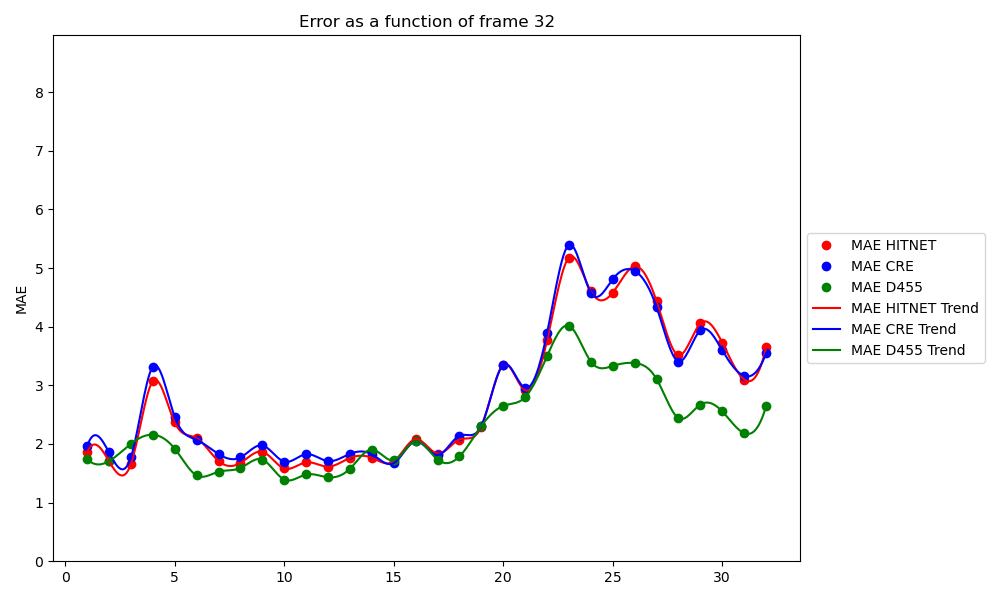 Error as a function of frame 32
MAE
8
7
6
5
4
3
2
1
0
0 5 10 15 20 25 30
MAE HITNET
MAE CRE
MAE D455
MAE HITNET Trend
MAE CRE Trend
MAE D455 Trend